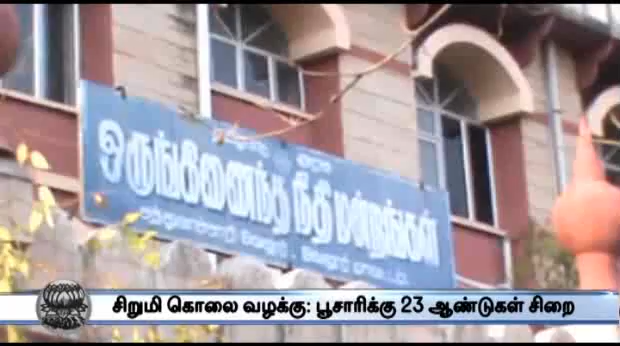 ஒருங்கிணைந்த நீதி மன்றங்கள்
சிறுமி கொலை வழக்கு: பூசாரிக்கு 23 ஆண்டுகள் சிறை